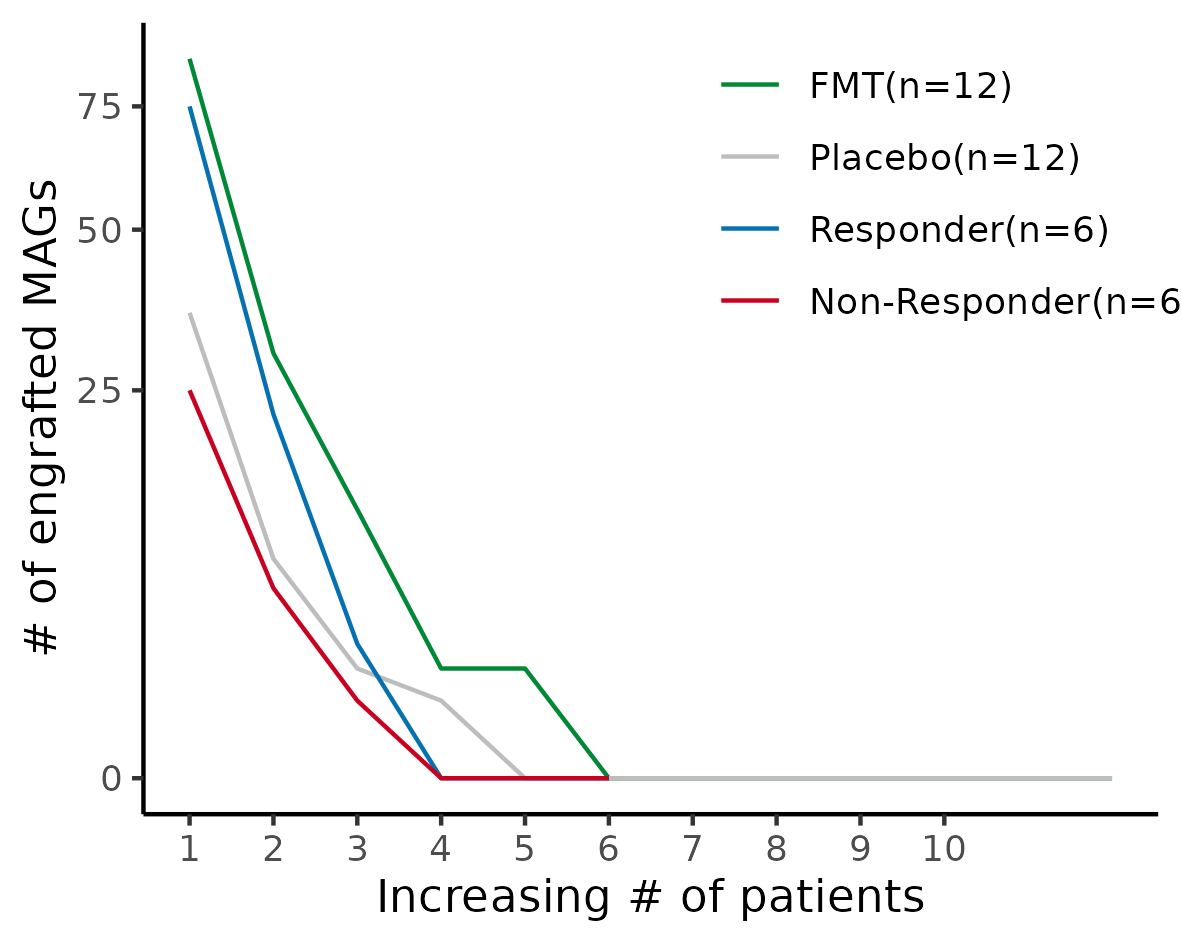 FMT(n=12)
Placebo(n=12)
Responder(n=6)
Non-Responder(n=6
75
50
25
0
# of engrafted MAGs
1 2 3 4 5 6 7 8 9 10
Increasing # of patients